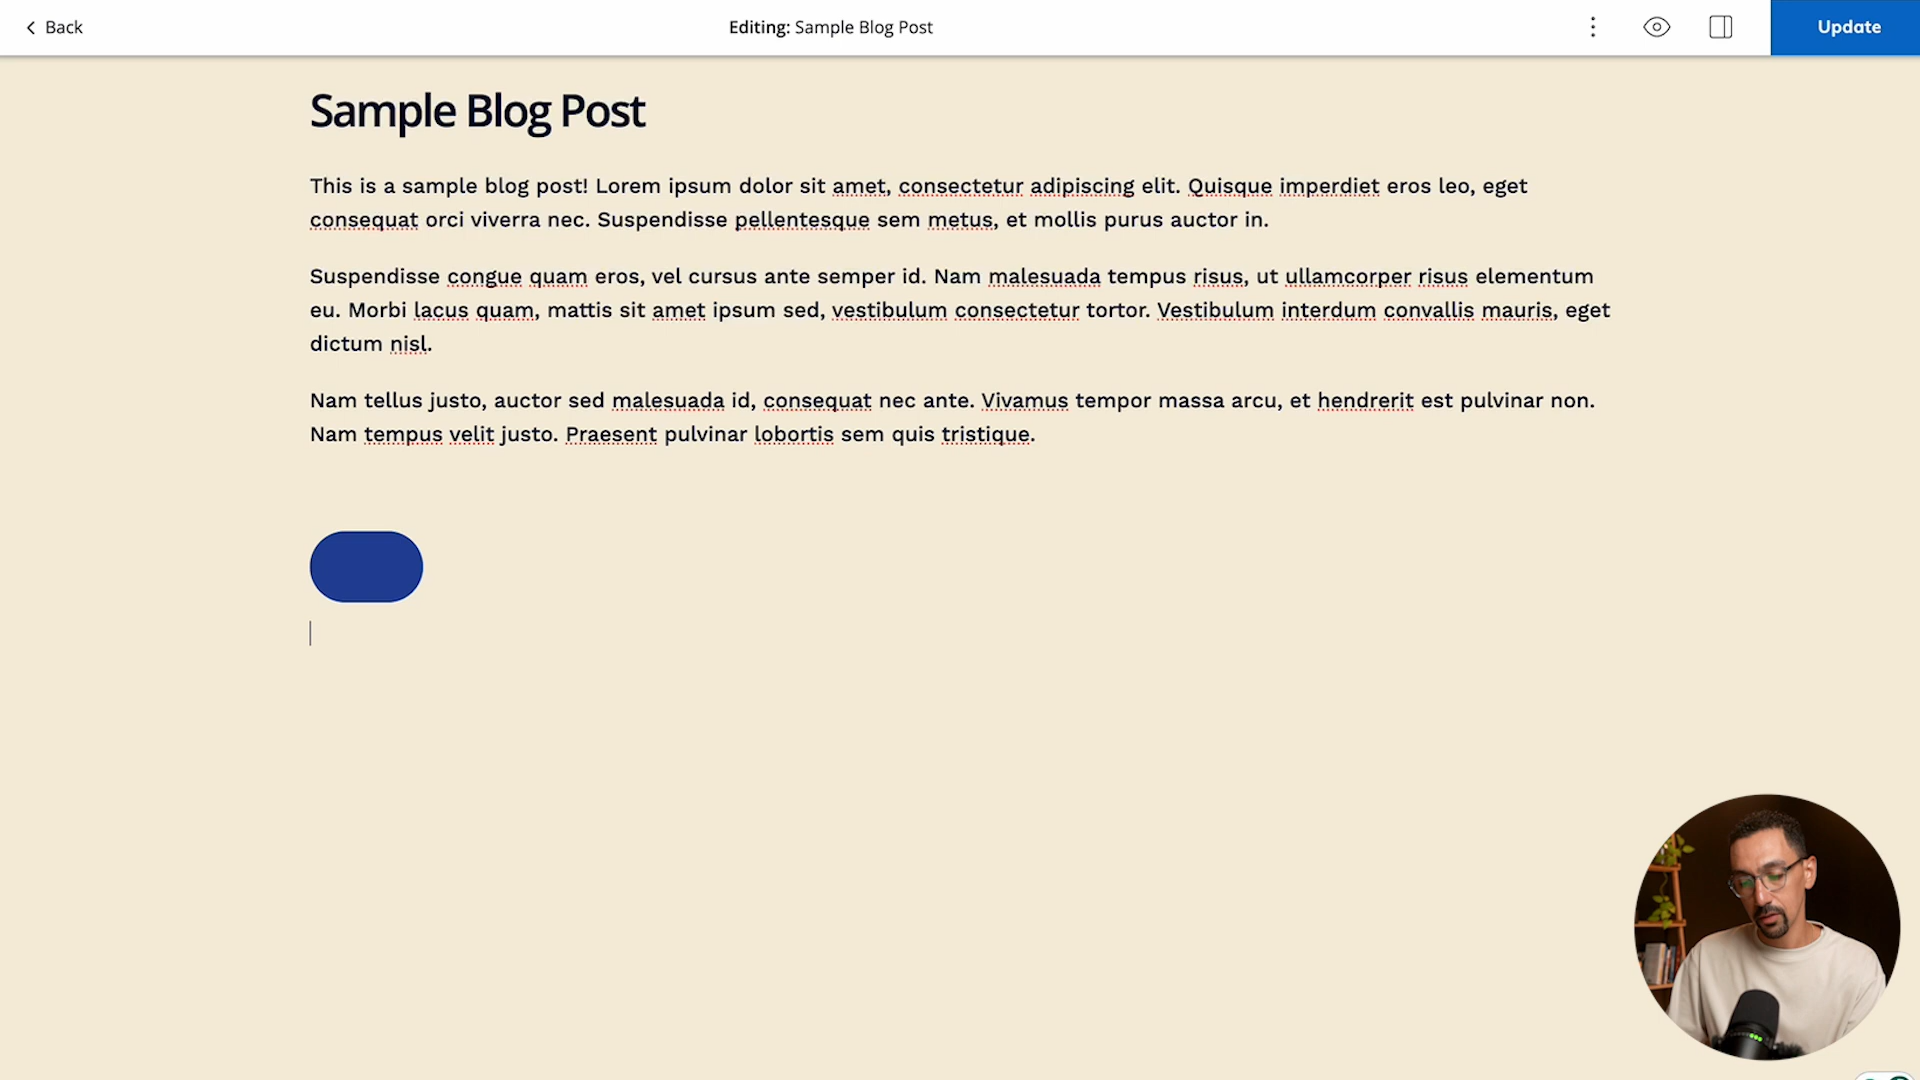 Back
Editing: Sample Blog Post
Update
Sample Blog Post
This is a sample blog post! Lorem ipsum dolor sit amet, consectetur adipiscing elit. Quisque imperdiet eros leo, eget
consequat orci viverra nec. Suspendisse pellentesque sem metus, et mollis purus auctor in.
Suspendisse congue quam eros, vel cursus ante semper id. Nam malesuada tempus risus, ut ullamcorper risus elementum
eu. Morbi lacus quam, mattis sit amet ipsum sed, vestibulum consectetur tortor. Vestibulum interdum convallis mauris, eget
dictum nisl.
Nam tellus justo, auctor sed malesuada id, consequat nec ante. Vivamus tempor massa arcu, et hendrerit est pulvinar non.
Nam tempus velit justo. Praesent pulvinar lobortis sem quis tristique.